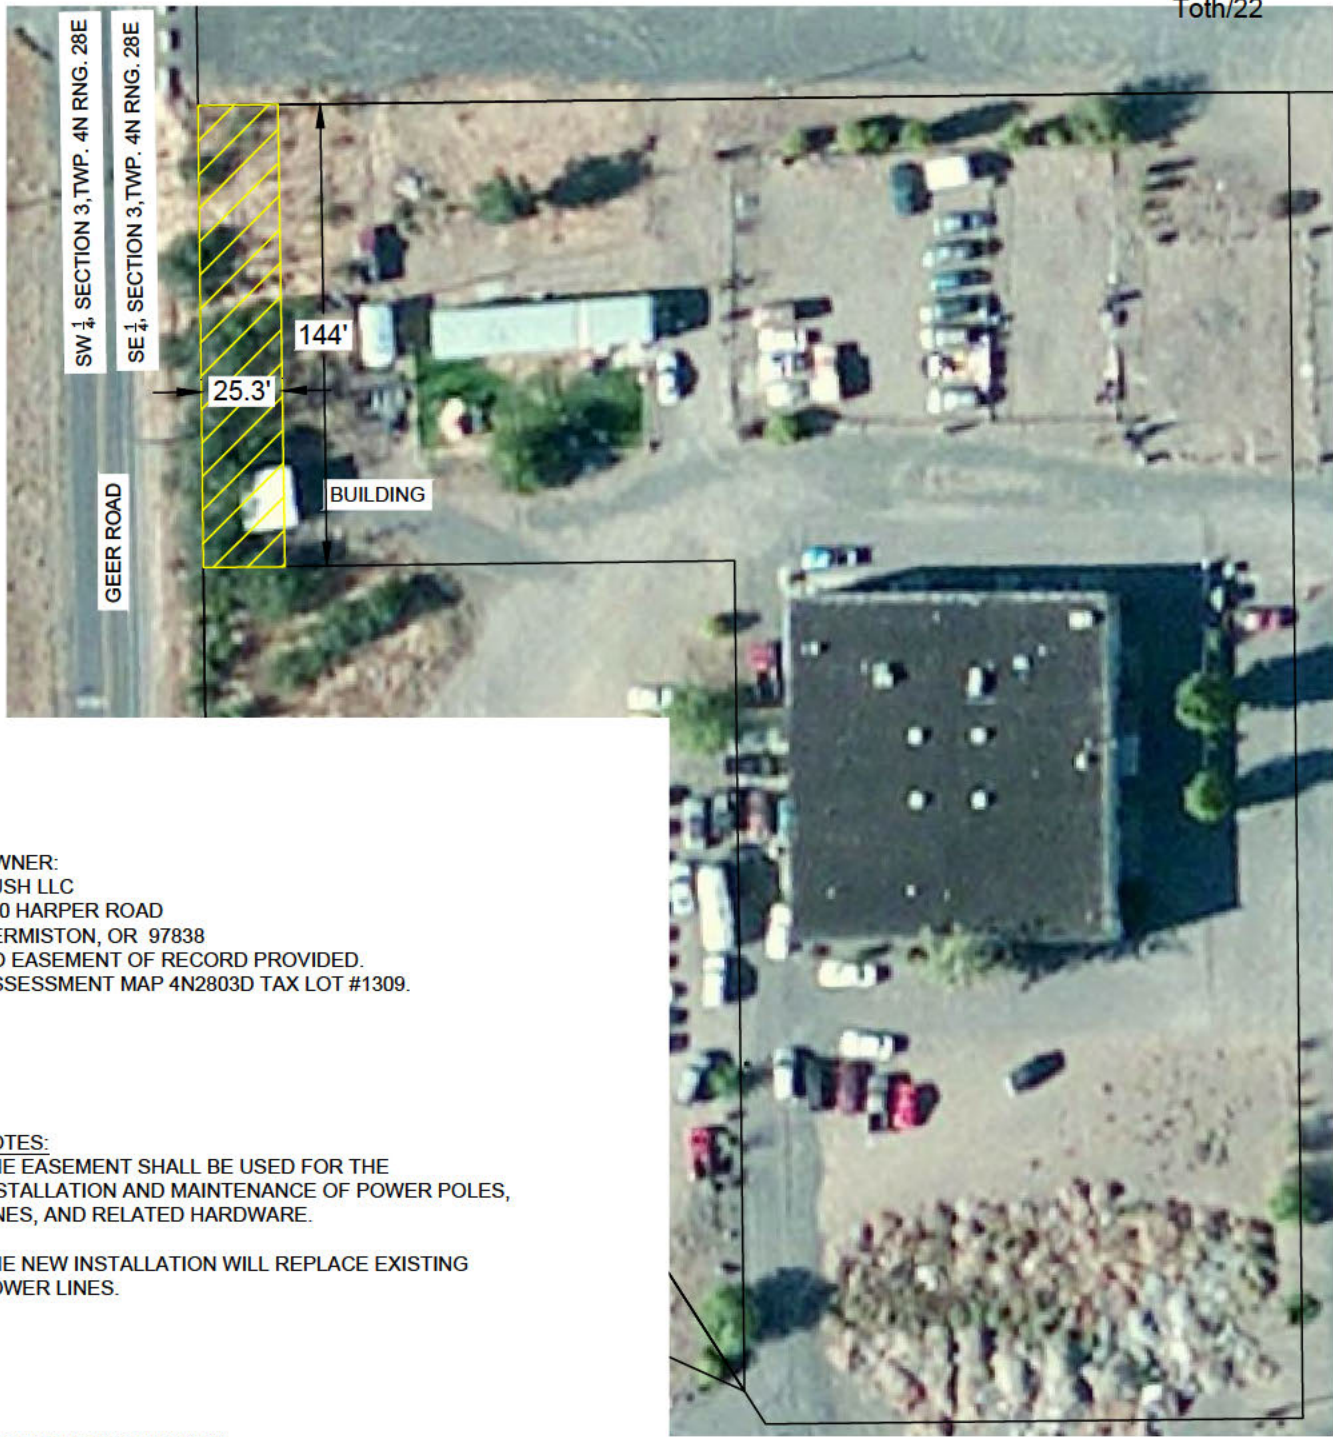 Toth/22
SW 1/4, SECTION 3,TWP. 4N RNG. 28E
SE 1/4, SECTION 3,TWP. 4N RNG. 28E
144'
25.3'
BUILDING
GEER ROAD
WNER:
USH LLC
0 HARPER ROAD
ERMISTON, OR 97838
O EASEMENT OF RECORD PROVIDED.
SSESSMENT MAP 4N2803D TAX LOT #1309.
OTES:
HE EASEMENT SHALL BE USED FOR THE
STALLATION AND MAINTENANCE OF POWER POLES,
NES, AND RELATED HARDWARE.
HE NEW INSTALLATION WILL REPLACE EXISTING
OWER LINES.